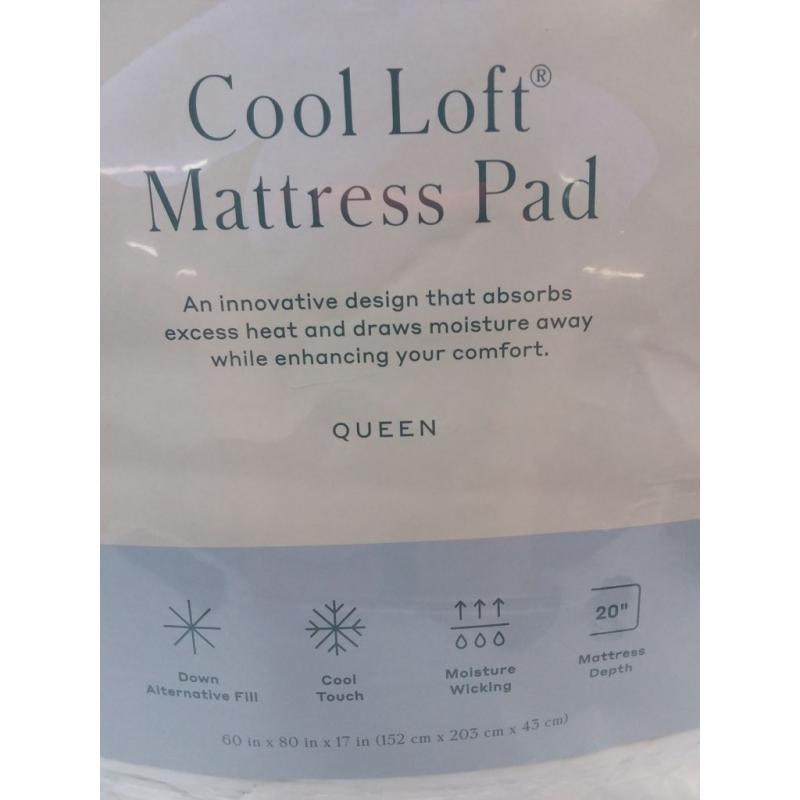 Cool Loft®
Mattress Pad
An innovative design that absorbs
excess heat and draws moisture away
while enhancing your comfort.
QUEEN
Down
Alternative Fill
Cool
Touch
Moisture
Wicking
20"
Mattress
Depth
60 in x 80 in x 17 in (152 cm x 203 cm x 43 cm)